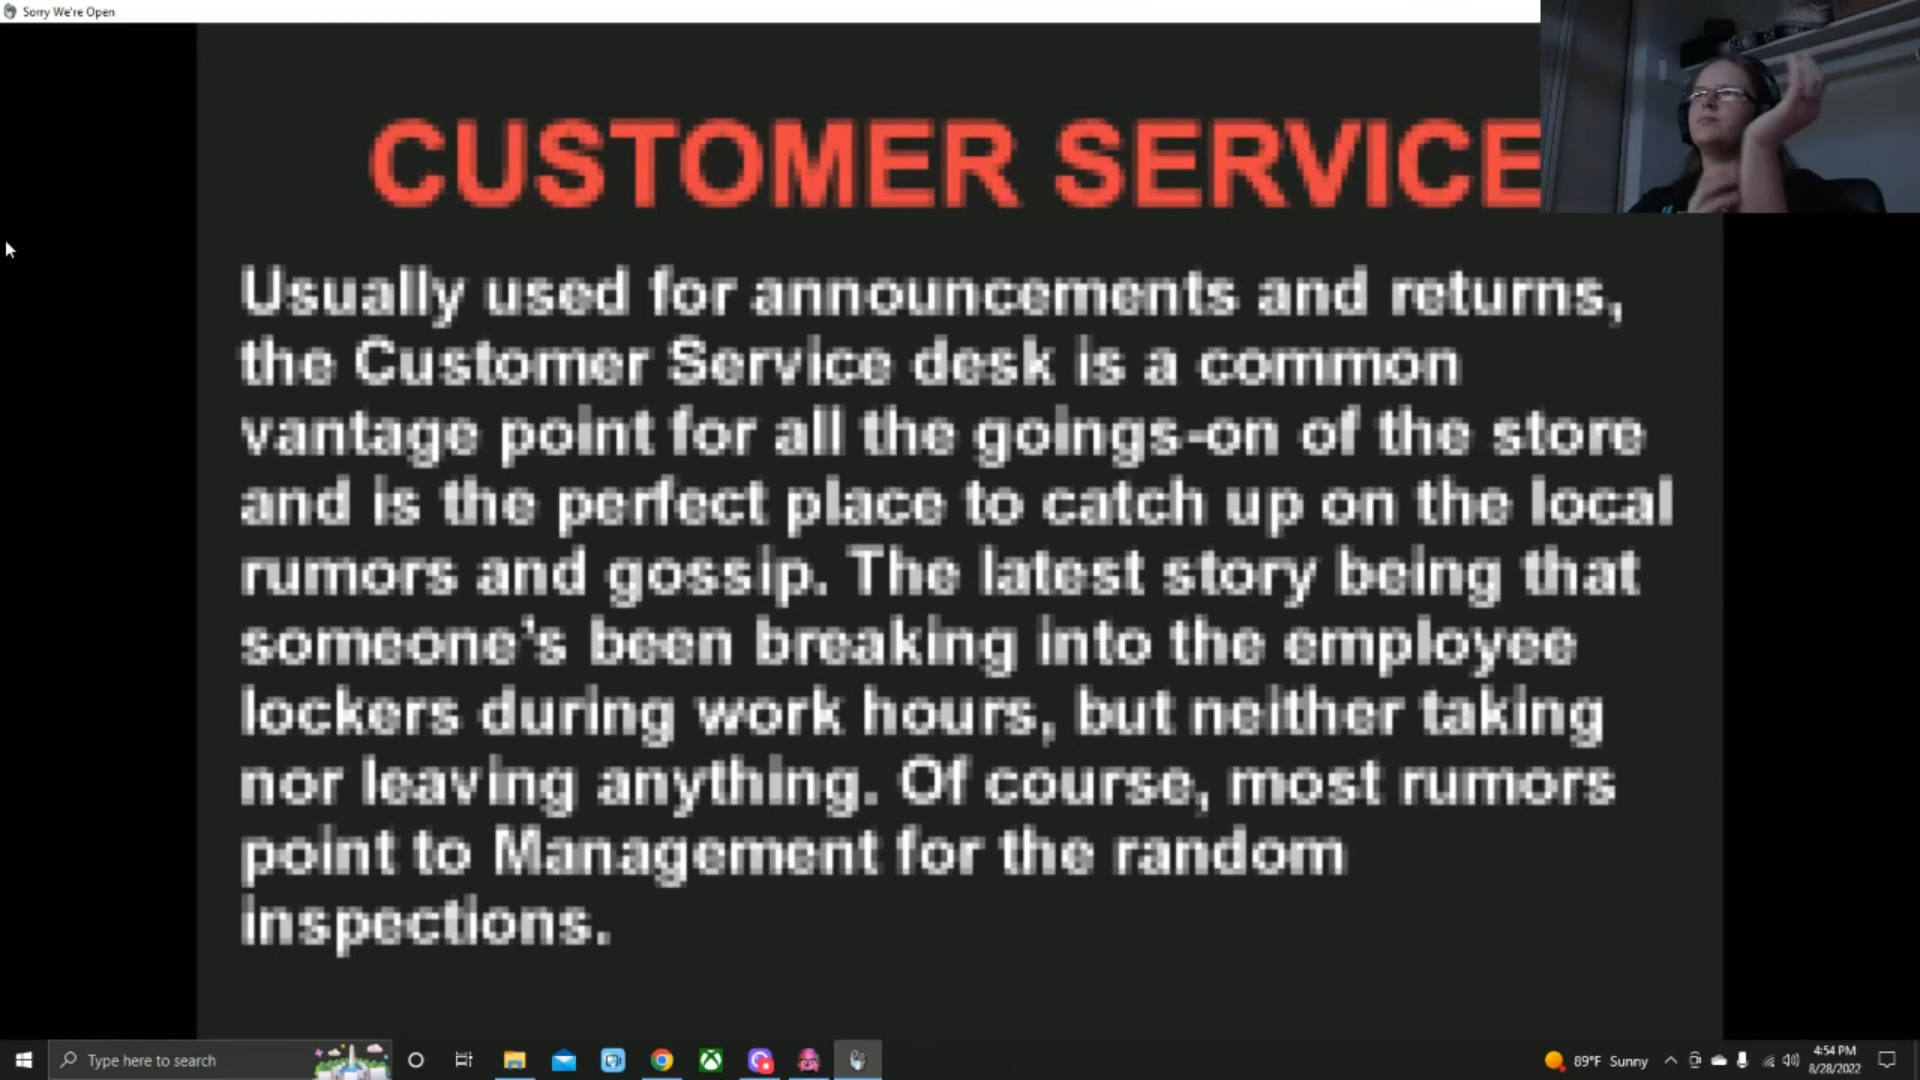 Sorry We're Open
CUSTOMER SERVICE
Usually used for announcements and returns,
the Customer Service desk is a common
vantage point for all the goings-on of the store
and is the perfect place to catch up on the local
rumors and gossip. The latest story being that
someone's been breaking into the employee
lockers during work hours, but neither taking
nor leaving anything. Of course, most rumors
point to Management for the random
inspections.
Type here to search
89°F Sunny
4:54 PM
8/28/2022